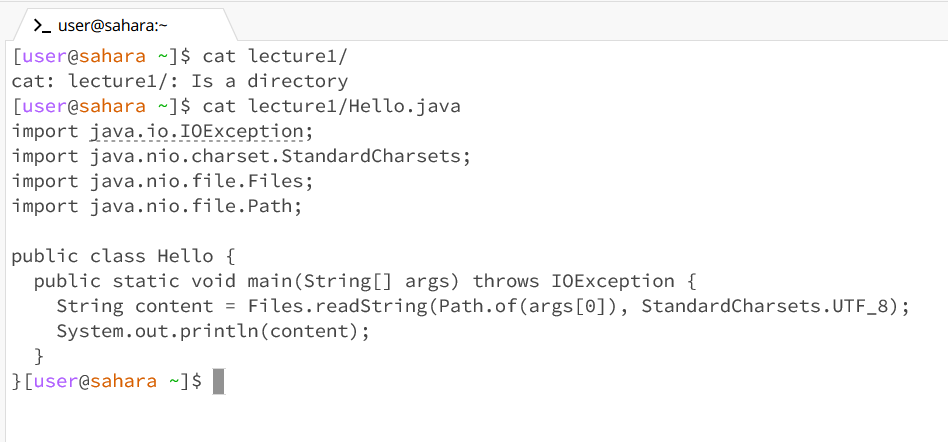 user@sahara:~
[user@sahara ~]$ cat lecture1/
cat: lecture1/: Is a directory
[user@sahara ~]$ cat lecture1/Hello.java
import java.io.IOException;
import java.nio.charset.StandardCharsets;
import java.nio.file.Files;
import java.nio.file.Path;

public class Hello {
  public static void main(String[] args) throws IOException {
    String content = Files.readString(Path.of(args[0]), StandardCharsets.UTF_8);
    System.out.println(content);
  }
}[user@sahara ~]$